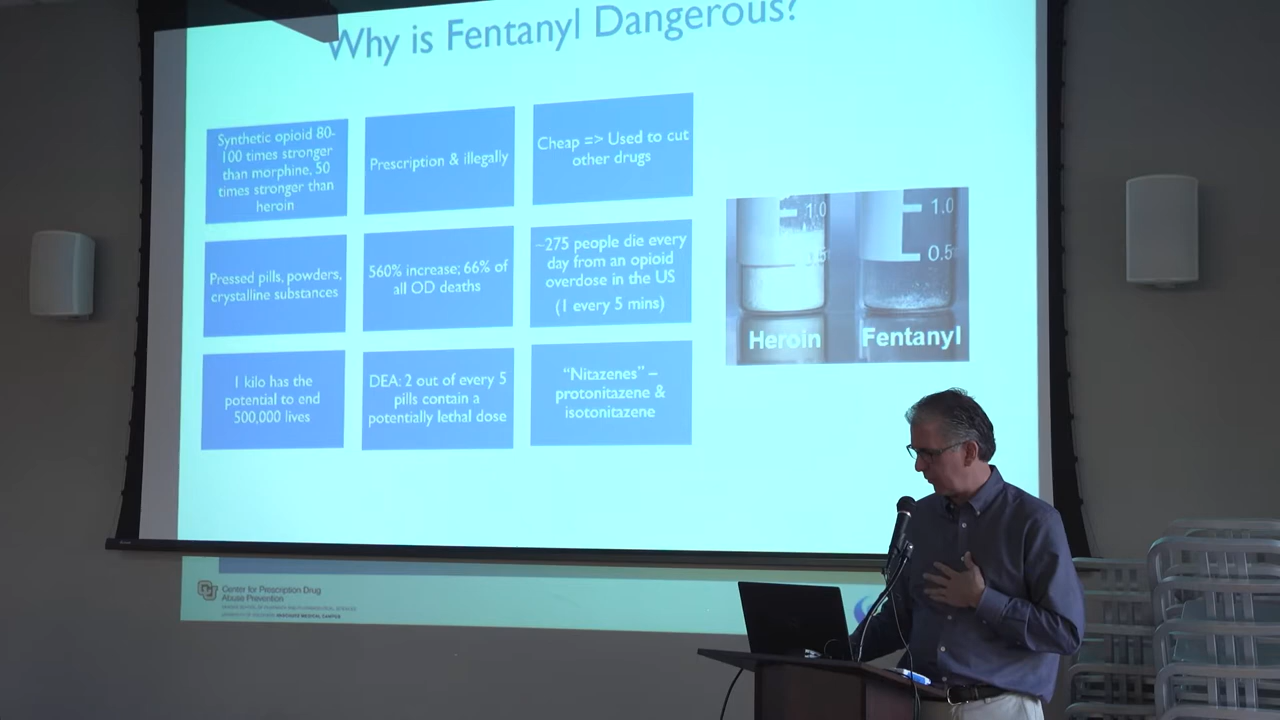 Why is Fentanyl Dangerous?
Synthetic opioid 80-
100 times stronger
than morphine, 50
times stronger than
heroin
Prescription & illegally
Cheap => Used to cut
other drugs
Pressed pills, powders,
crystalline substances
560% increase; 66% of
all OD deaths
~275 people die every
day from an opioid
overdose in the US
(1 every 5 mins)
1 kilo has the
potential to end
500,000 lives
DEA: 2 out of every 5
pills contain a
potentially lethal dose
"Nitazenes" –
protonitazene &
isotonitazene
1.0
.5
Heroin
1.0
0.5
Fentanyl
Center for Prescription Drug
Abuse Prevention